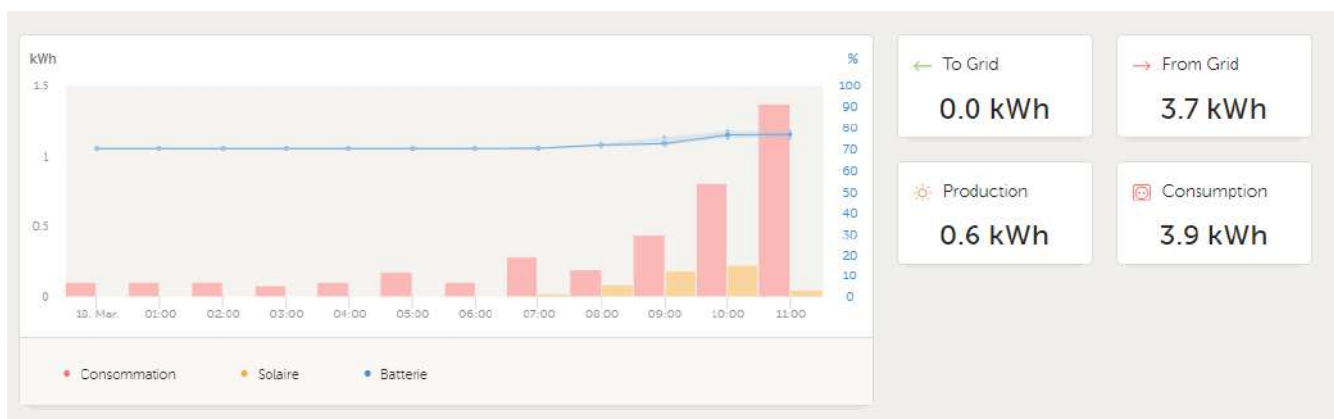 kWh
%
1.5
1
0.5
0
100
90
80
70
60
50
40
30
20
10
0
18. Mar.
01:00
02:00
03:00
04:00
05:00
06:00
07:00
08:00
09:00
10:00
11:00
Consommation
Solaire
Batterie
← To Grid
0.0 kWh
→ From Grid
3.7 kWh
Production
0.6 kWh
Consumption
3.9 kWh